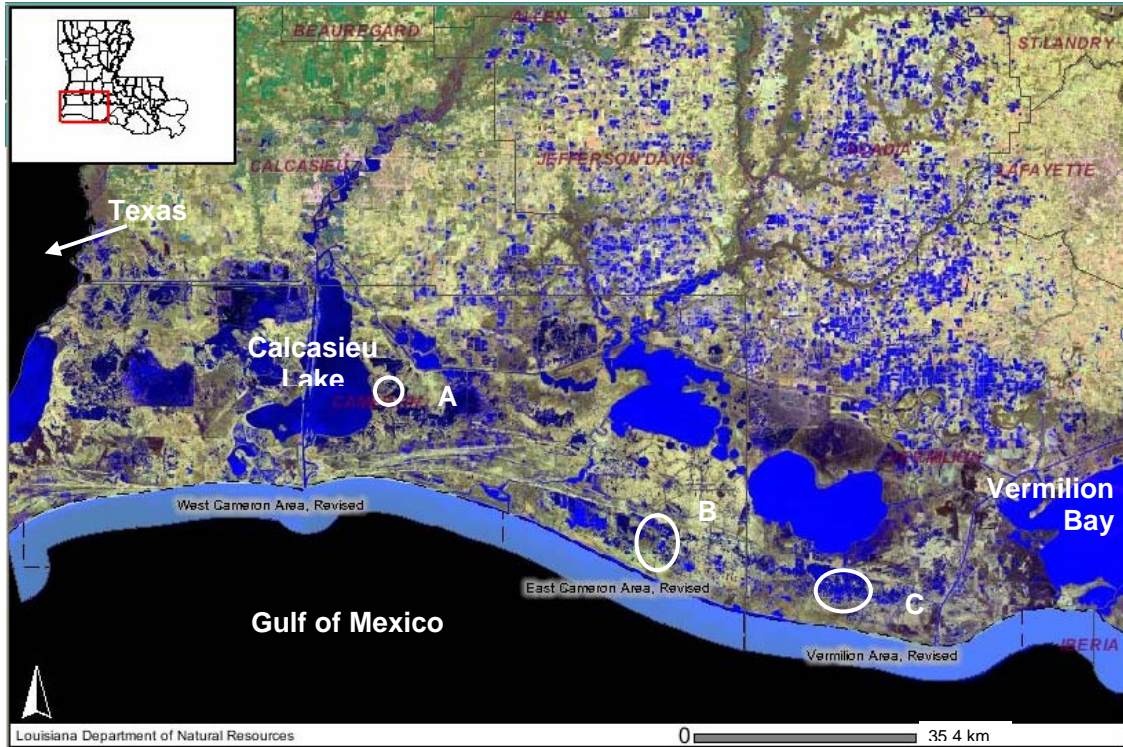 ALLEN
BEAUREGARD
ST. LANDRY
CALCASIEU
JEFFERSON DAVIS
ACADIA
LAFAYETTE
Texas
Calcasieu
Lake
CAMERON
A
VERMILION
Vermilion
Bay
B
West Cameron Area, Revised
East Cameron Area, Revised
C
Gulf of Mexico
Vermilion Area, Revised
IBERIA
Louisiana Department of Natural Resources
0
35.4 km